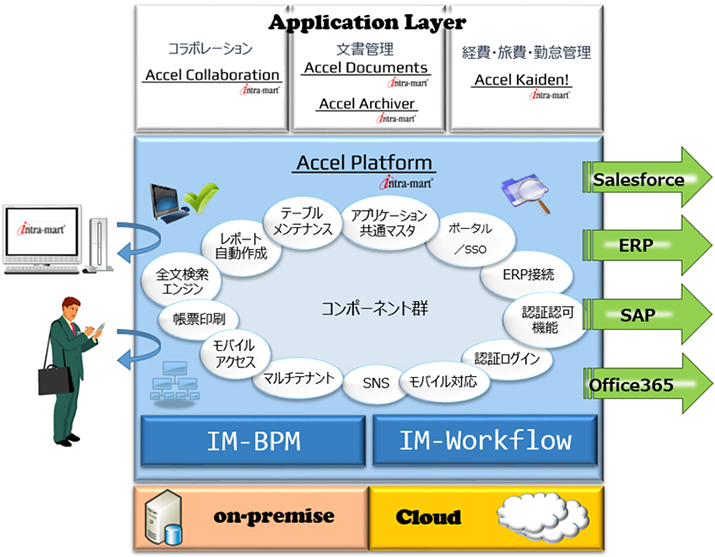 Application Layer
コラボレーション
Accel Collaboration
intra-mart
文書管理
Accel Documents
intra-mart
Accel Archiver
intra-mart
経費・旅費・勤怠管理
Accel Kaiden!
intra-mart
Accel Platform
intra-mart
intra-mart
テーブル
メンテナンス
アプリケーション
共通マスタ
ポータル
／SSO
レポート
自動作成
ERP接続
全文検索
エンジン
コンポーネント群
認証認可
機能
帳票印刷
モバイル
アクセス
認証ログイン
マルチテナント
SNS
モバイル対応
Salesforce
ERP
SAP
Office365
IM-BPM
IM-Workflow
on-premise
Cloud